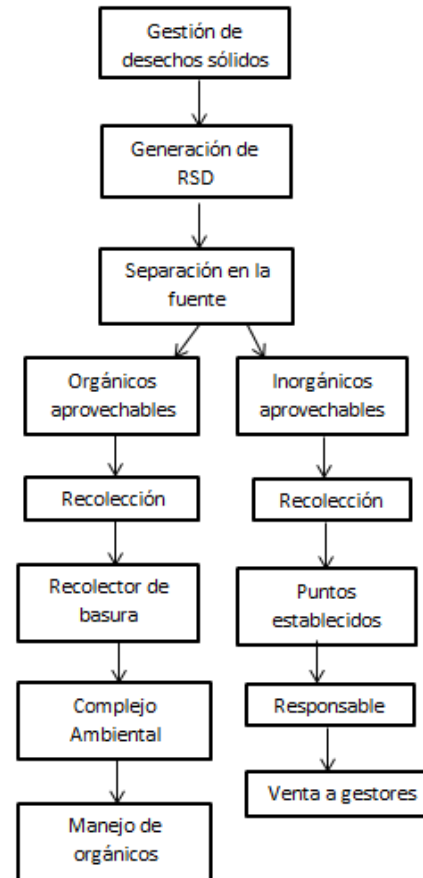 Gestión de
desechos sólidos
Generación de
RSD
Separación en la
fuente
Orgánicos
aprovechables
Inorgánicos
aprovechables
Recolección
Recolección
Recolector de
basura
Puntos
establecidos
Complejo
Ambiental
Responsable
Venta a gestores
Manejo de
orgánicos